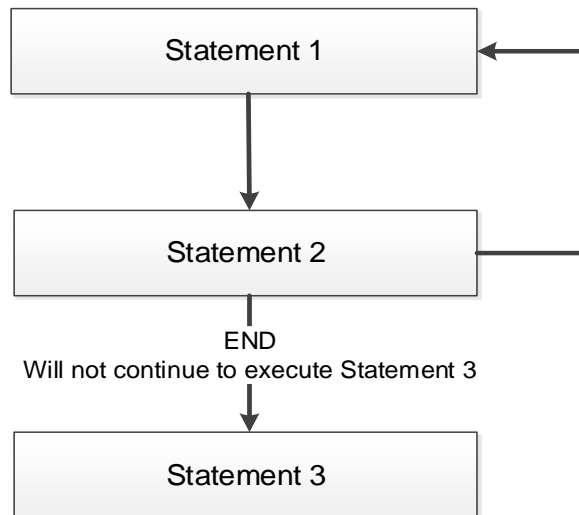 Statement 1
Statement 2
END
Will not continue to execute Statement 3
Statement 3